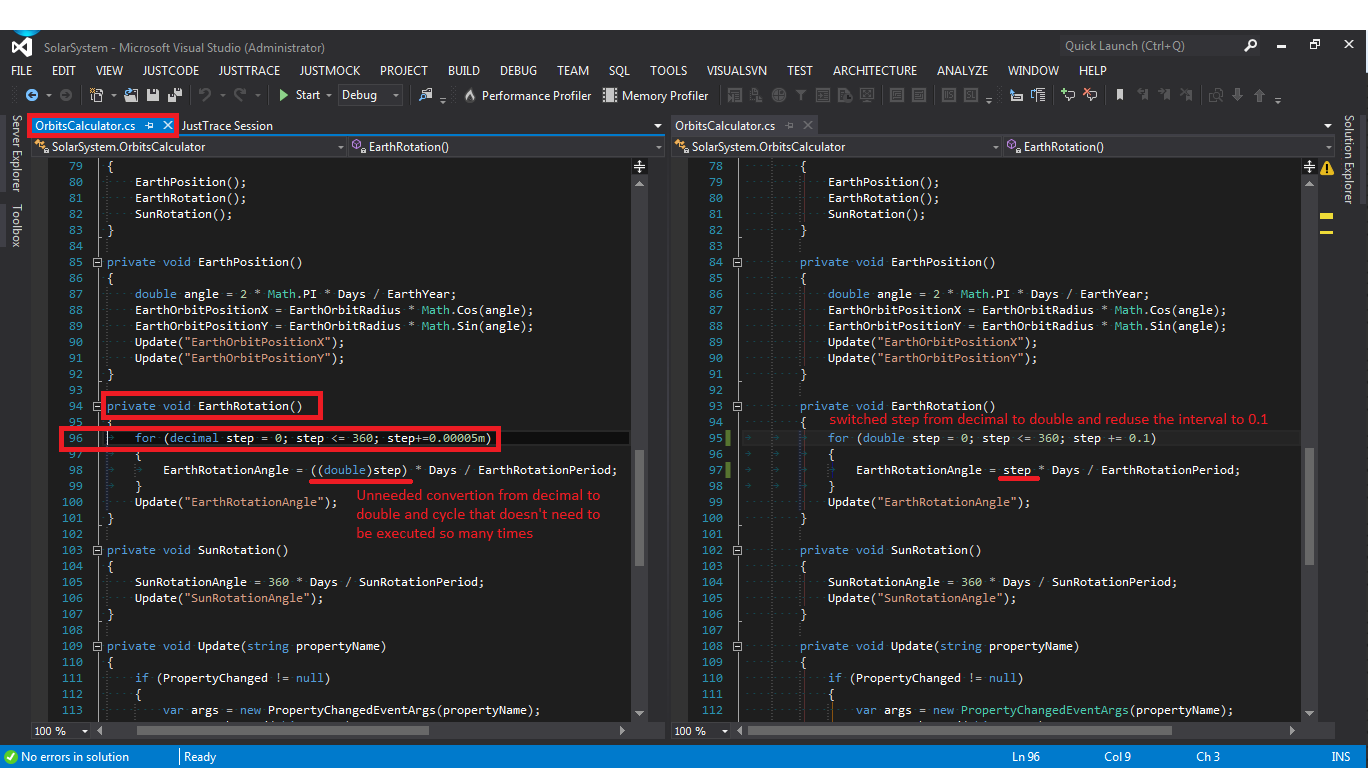 SolarSystem - Microsoft Visual Studio (Administrator)
Quick Launch (Ctrl+Q)
FILE EDIT VIEW JUSTCODE JUSTTRACE JUSTMOCK PROJECT BUILD DEBUG TEAM SQL TOOLS VISUALSVN TEST ARCHITECTURE ANALYZE WINDOW HELP
Start Debug Performance Profiler Memory Profiler
Server Explorer
Toolbox
OrbitsCalculator.cs JustTrace Session
SolarSystem.OrbitsCalculator EarthRotation()
79 {
80 EarthPosition();
81 EarthRotation();
82 SunRotation();
83 }
84
85 private void EarthPosition()
86 {
87 double angle = 2 * Math.PI * Days / EarthYear;
88 EarthOrbitPositionX = EarthOrbitRadius * Math.Cos(angle);
89 EarthOrbitPositionY = EarthOrbitRadius * Math.Sin(angle);
90 Update("EarthOrbitPositionX");
91 Update("EarthOrbitPositionY");
92 }
93
94 private void EarthRotation()
95 {
96 for (decimal step = 0; step <= 360; step+=0.00005m)
97 {
98 EarthRotationAngle = ((double)step) * Days / EarthRotationPeriod;
99 }
100 Update("EarthRotationAngle");
Unneeded convertion from decimal to
double and cycle that doesn't need to
be executed so many times
101 }
102
103 private void SunRotation()
104 {
105 SunRotationAngle = 360 * Days / SunRotationPeriod;
106 Update("SunRotationAngle");
107 }
108
109 private void Update(string propertyName)
110 {
111 if (PropertyChanged != null)
112 {
113 var args = new PropertyChangedEventArgs(propertyName);
100 %
OrbitsCalculator.cs
SolarSystem.OrbitsCalculator EarthRotation()
78 {
79 EarthPosition();
80 EarthRotation();
81 SunRotation();
82 }
83
84 private void EarthPosition()
85 {
86 double angle = 2 * Math.PI * Days / EarthYear;
87 EarthOrbitPositionX = EarthOrbitRadius * Math.Cos(angle);
88 EarthOrbitPositionY = EarthOrbitRadius * Math.Sin(angle);
89 Update("EarthOrbitPositionX");
90 Update("EarthOrbitPositionY");
91 }
92
93 private void EarthRotation()
94 {
switched step from decimal to double and reduse the interval to 0.1
95 for (double step = 0; step <= 360; step += 0.1)
96 {
97 EarthRotationAngle = step * Days / EarthRotationPeriod;
98 }
99 Update("EarthRotationAngle");
100 }
101
102 private void SunRotation()
103 {
104 SunRotationAngle = 360 * Days / SunRotationPeriod;
105 Update("SunRotationAngle");
106 }
107
108 private void Update(string propertyName)
109 {
110 if (PropertyChanged != null)
111 {
112 var args = new PropertyChangedEventArgs(propertyName);
100 %
Solution Explorer
No errors in solution Ready Ln 96 Col 9 Ch 3 INS